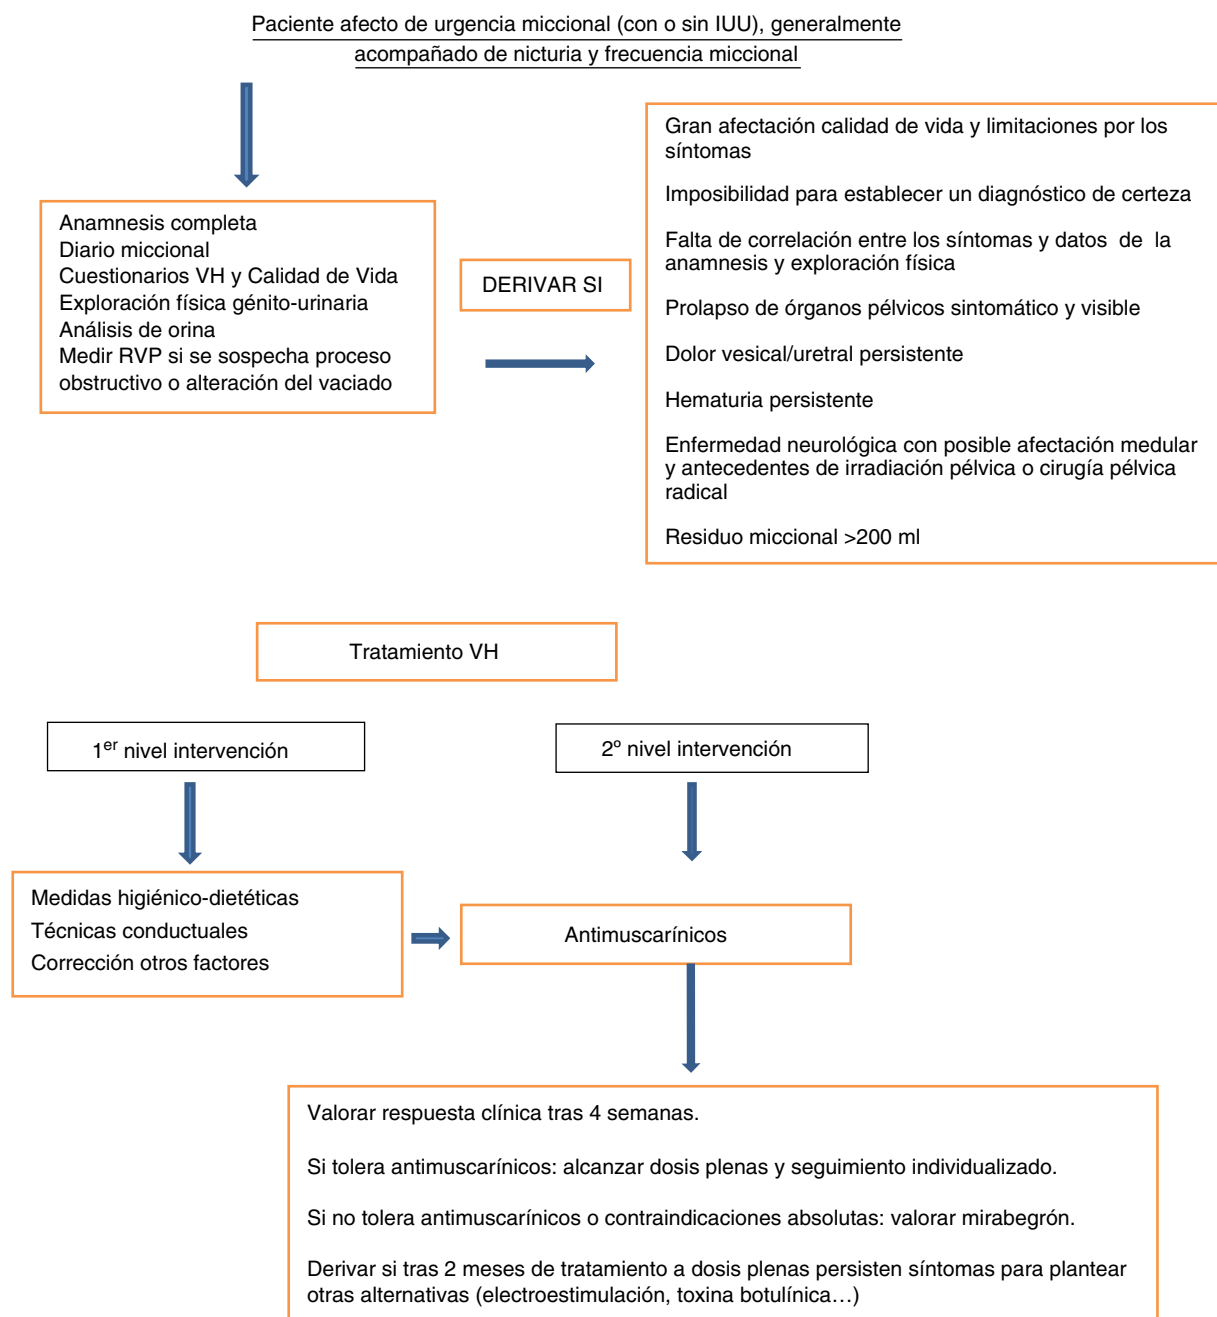 Paciente afecto de urgencia miccional (con o sin IUU), generalmente
acompañado de nicturia y frecuencia miccional
Anamnesis completa
Diario miccional
Cuestionarios VH y Calidad de Vida
Exploración física génito-urinaria
Análisis de orina
Medir RVP si se sospecha proceso
obstructivo o alteración del vaciado
DERIVAR SI
Gran afectación calidad de vida y limitaciones por los
síntomas
Imposibilidad para establecer un diagnóstico de certeza
Falta de correlación entre los síntomas y datos de la
anamnesis y exploración física
Prolapso de órganos pélvicos sintomático y visible
Dolor vesical/uretral persistente
Hematuria persistente
Enfermedad neurológica con posible afectación medular
y antecedentes de irradiación pélvica o cirugía pélvica
radical
Residuo miccional >200 ml
Tratamiento VH
1er nivel intervención
2º nivel intervención
Medidas higiénico-dietéticas
Técnicas conductuales
Corrección otros factores
Antimuscarínicos
Valorar respuesta clínica tras 4 semanas.
Si tolera antimuscarínicos: alcanzar dosis plenas y seguimiento individualizado.
Si no tolera antimuscarínicos o contraindicaciones absolutas: valorar mirabegrón.
Derivar si tras 2 meses de tratamiento a dosis plenas persisten síntomas para plantear
otras alternativas (electroestimulación, toxina botulínica…)